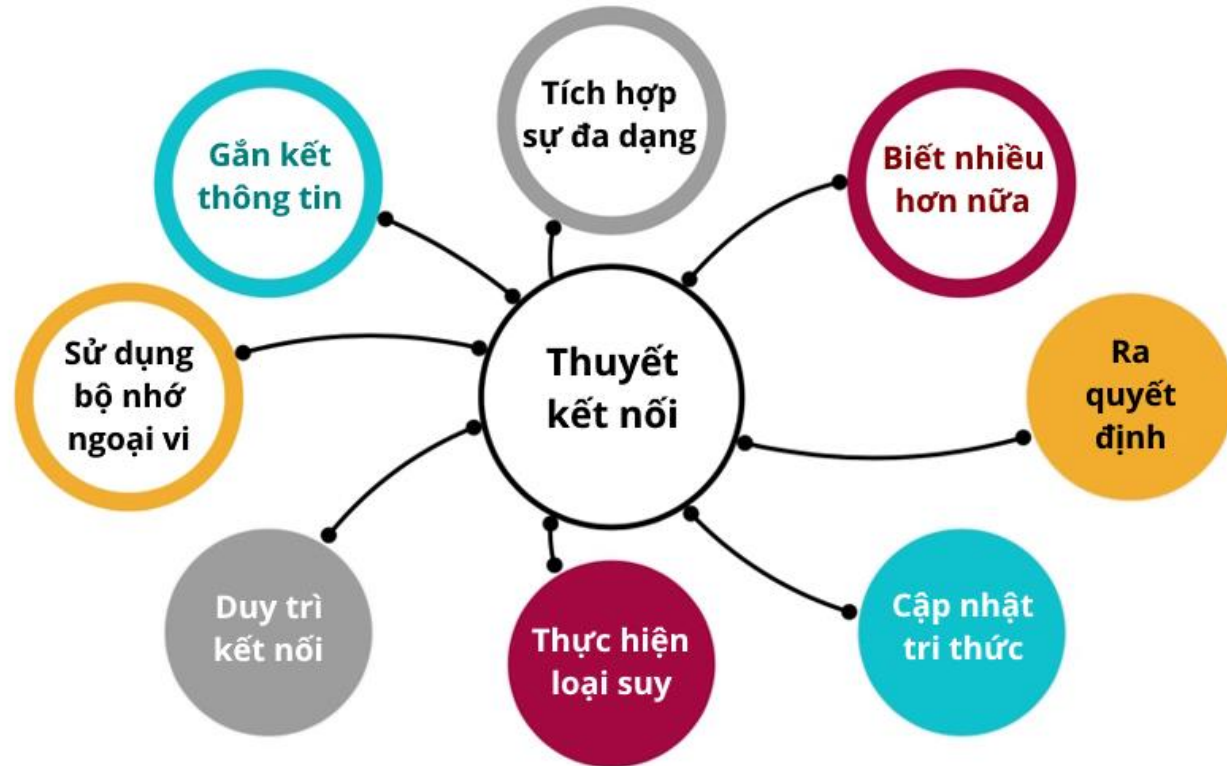 Tích hợp
sự đa dạng
Gắn kết
thông tin
Biết nhiều
hơn nữa
Sử dụng
bộ nhớ
ngoại vi
Thuyết
kết nối
Ra
quyết
định
Duy trì
kết nối
Thực hiện
loại suy
Cập nhật
tri thức